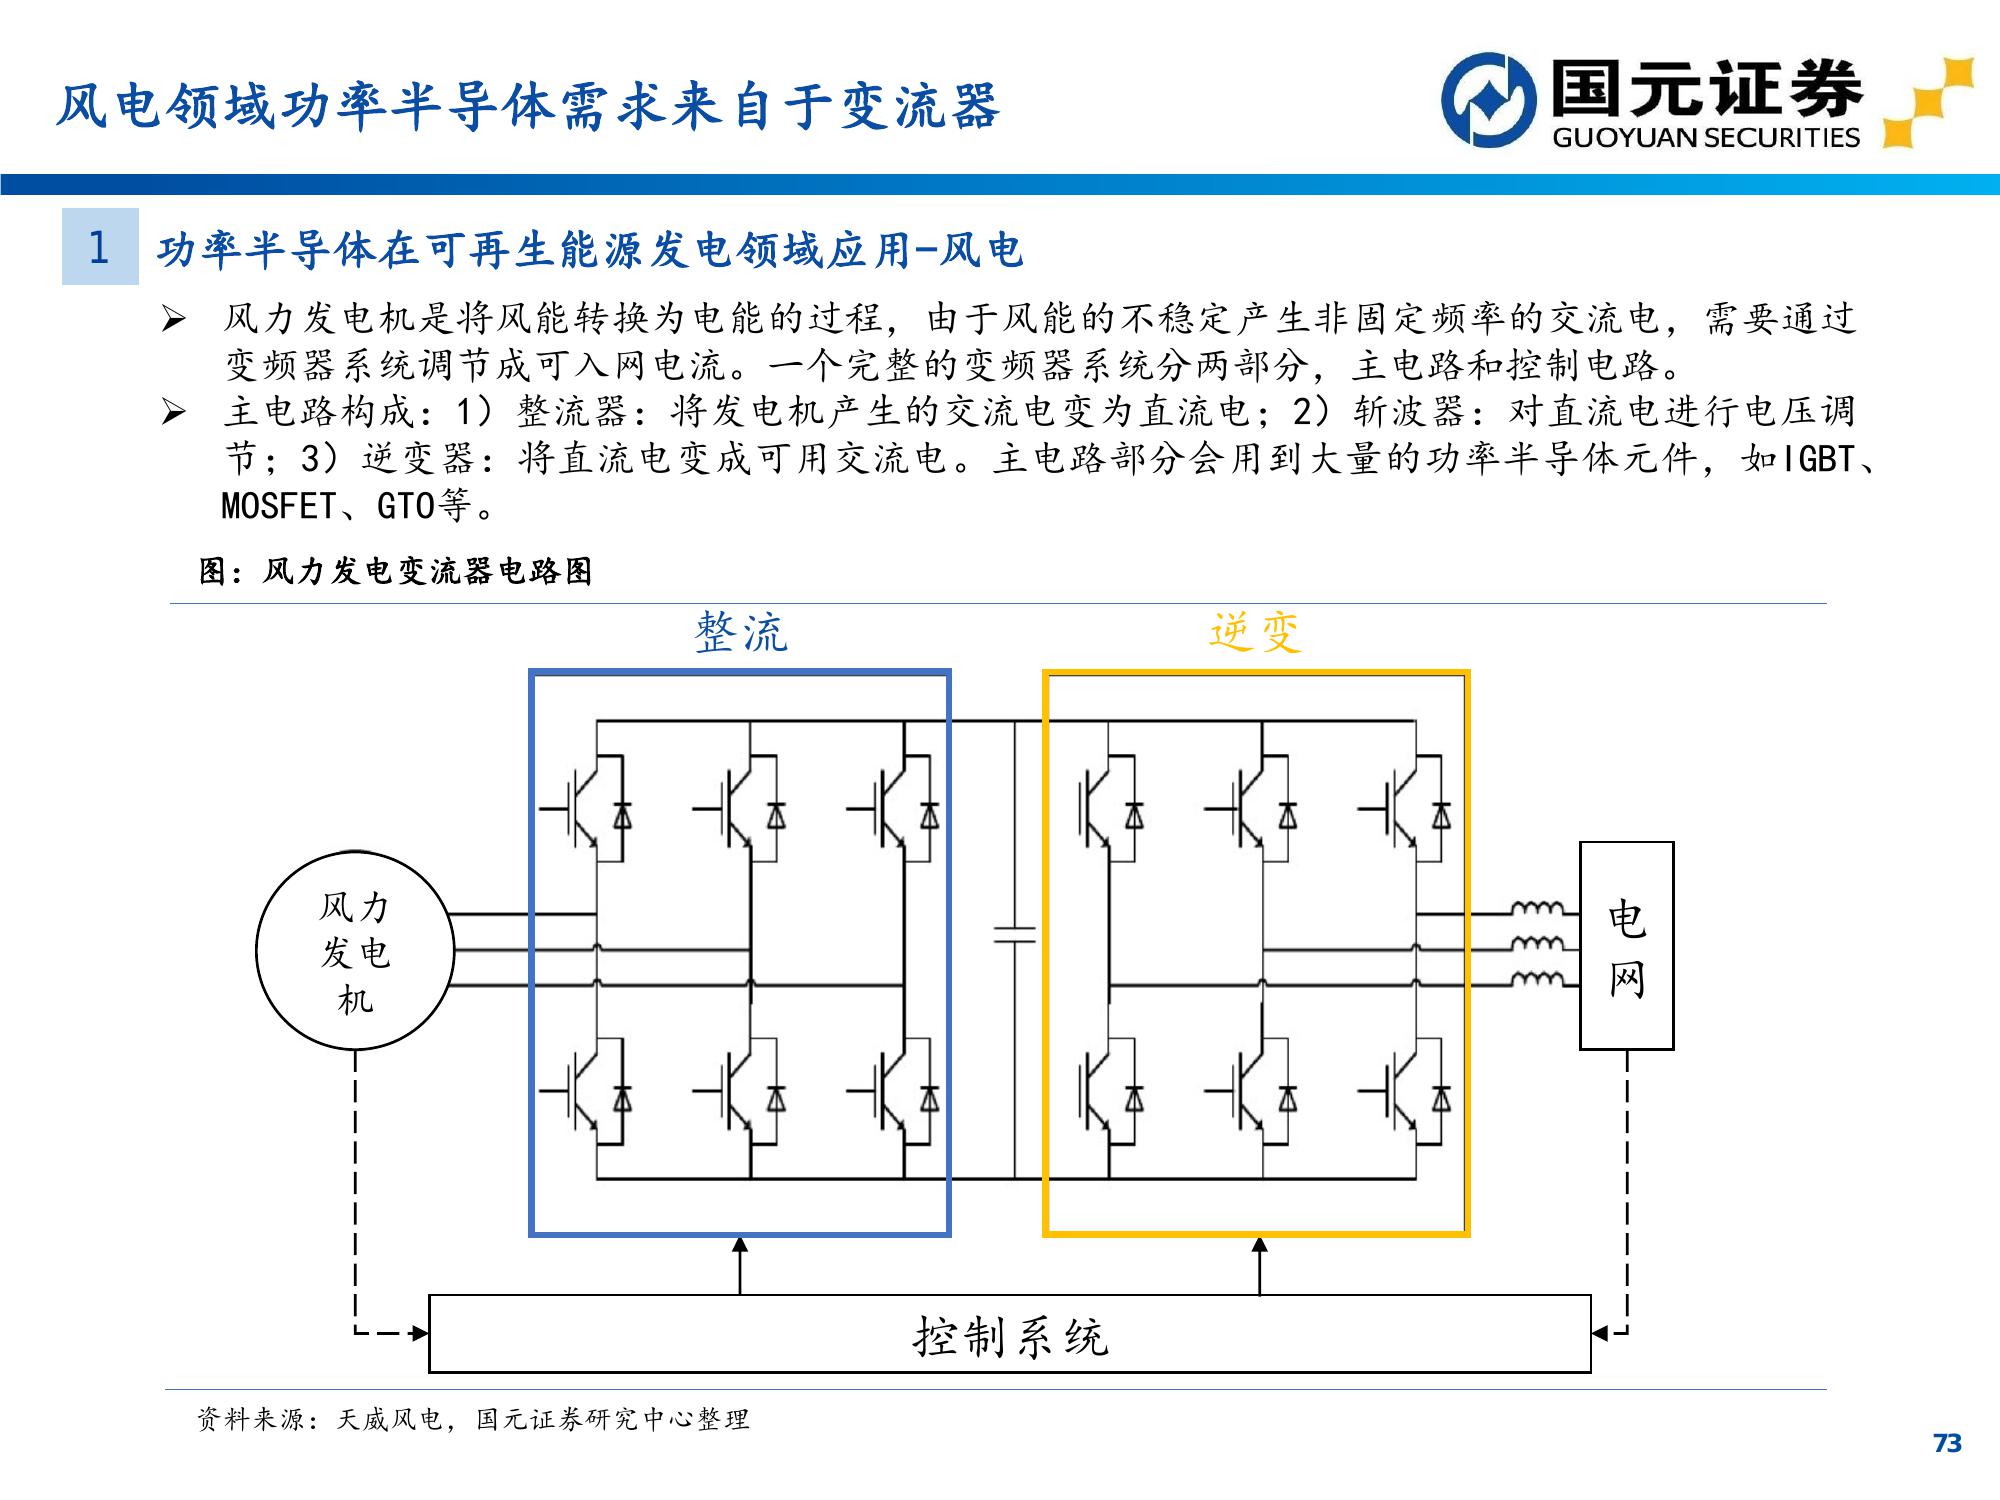 风电领域功率半导体需求来自于变流器
国元证券
GUOYUAN SECURITIES
1
功率半导体在可再生能源发电领域应用-风电
➢ 风力发电机是将风能转换为电能的过程，由于风能的不稳定产生非固定频率的交流电，需要通过
变频器系统调节成可入网电流。一个完整的变频器系统分两部分，主电路和控制电路。
➢ 主电路构成：1）整流器：将发电机产生的交流电变为直流电；2）斩波器：对直流电进行电压调
节；3）逆变器：将直流电变成可用交流电。主电路部分会用到大量的功率半导体元件，如IGBT、
MOSFET、GTO等。
图：风力发电变流器电路图
整流
逆变
风力
发电
机
电
网
控制系统
资料来源：天威风电，国元证券研究中心整理
73